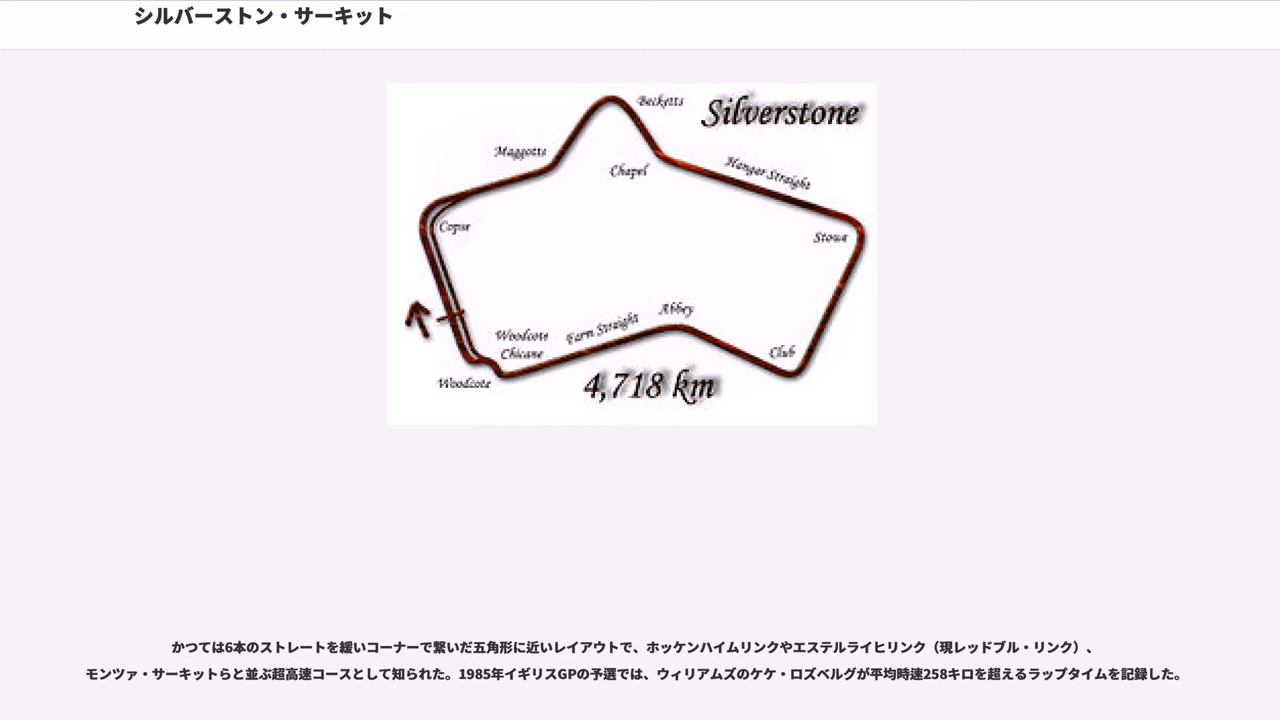 シルバーストン・サーキット
Becketts
Silverstone
Maggotts
Chapel
Hangar Straight
Copse
Stowe
Abbey
Farm Straight
Woodcote
Chicane
Club
Woodcote
4,718 km
かつては6本のストレートを緩いコーナーで繋いだ五角形に近いレイアウトで、ホッケンハイムリンクやエステルライヒリンク（現レッドブル・リンク）、
モンツァ・サーキットらと並ぶ超高速コースとして知られた。1985年イギリスGPの予選では、ウィリアムズのケケ・ロズベルグが平均時速258キロを超えるラップタイムを記録した。